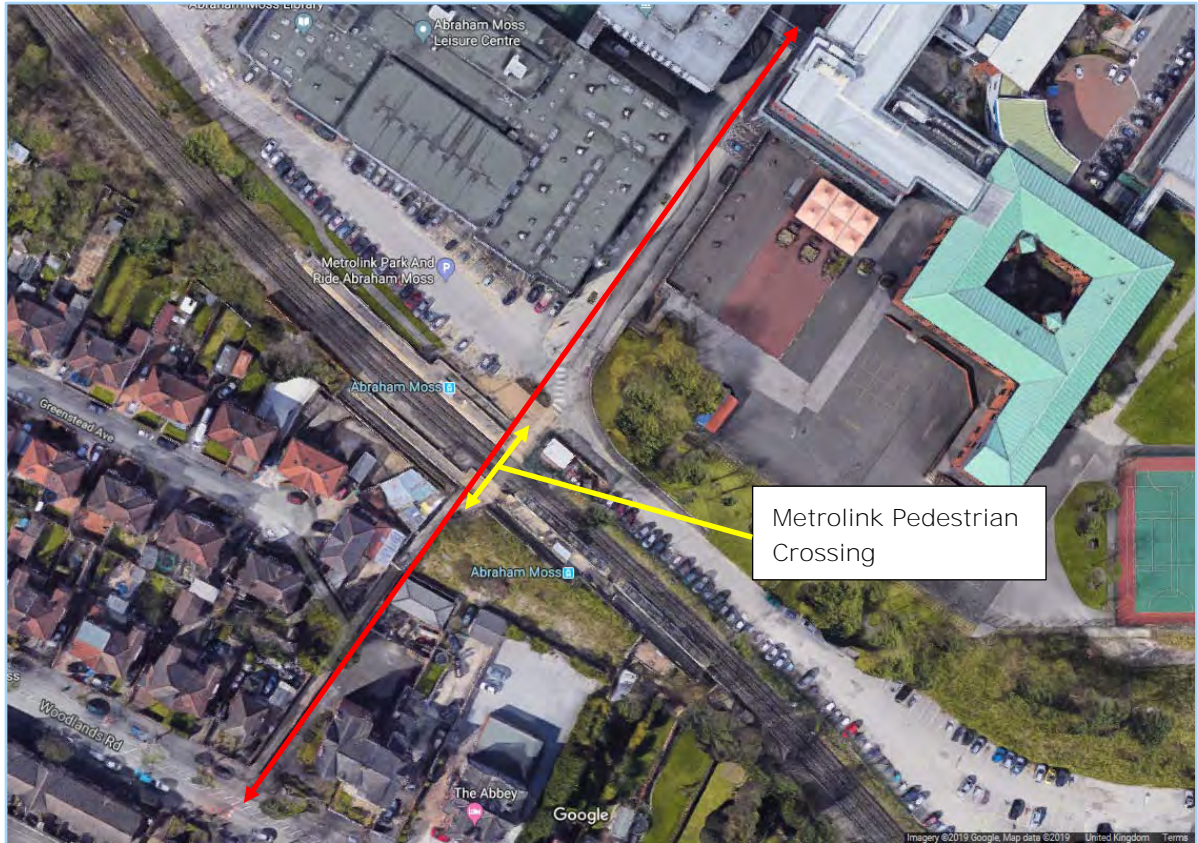 Abraham Moss Library
Abraham Moss
Leisure Centre
Metrolink Park And
Ride Abraham Moss
P
Abraham Moss
Greenstead Ave
Metrolink Pedestrian
Crossing
Abraham Moss
Woodlands Rd
The Abbey
Google
Imagery ©2019 Google, Map data ©2019 United Kingdom Terms